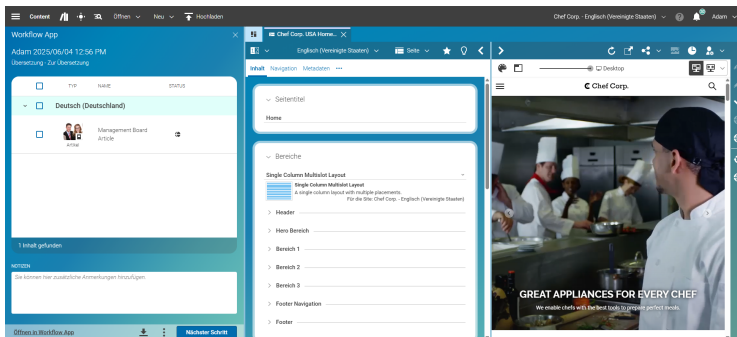 Content
Öffnen
Neu
Hochladen
Chef Corp. - Englisch (Vereinigte Staaten)
Adam
Workflow App
Adam 2025/06/04 12:56 PM
Übersetzung - Zur Übersetzung
TYP NAME STATUS
Deutsch (Deutschland)
Management Board
Article
Artikel
1 Inhalt gefunden
NOTIZEN
Sie können hier zusätzliche Anmerkungen hinzufügen
Öffnen in Workflow App
Nächster Schritt
Chef Corp. USA Home...
Englisch (Vereinigte Staaten)
Seite
Inhalt Navigation Metadaten
Seitentitel
Home
Bereiche
Single Column Multislot Layout
Single Column Multislot Layout
A single column layout with multiple placements.
Für die Site: Chef Corp. - Englisch (Vereinigte Staaten)
Header
Hero Bereich
Bereich 1
Bereich 2
Bereich 3
Footer Navigation
Footer
Desktop
Chef Corp.
GREAT APPLIANCES FOR EVERY CHEF
We enable chefs with the best tools to prepare perfect meals.